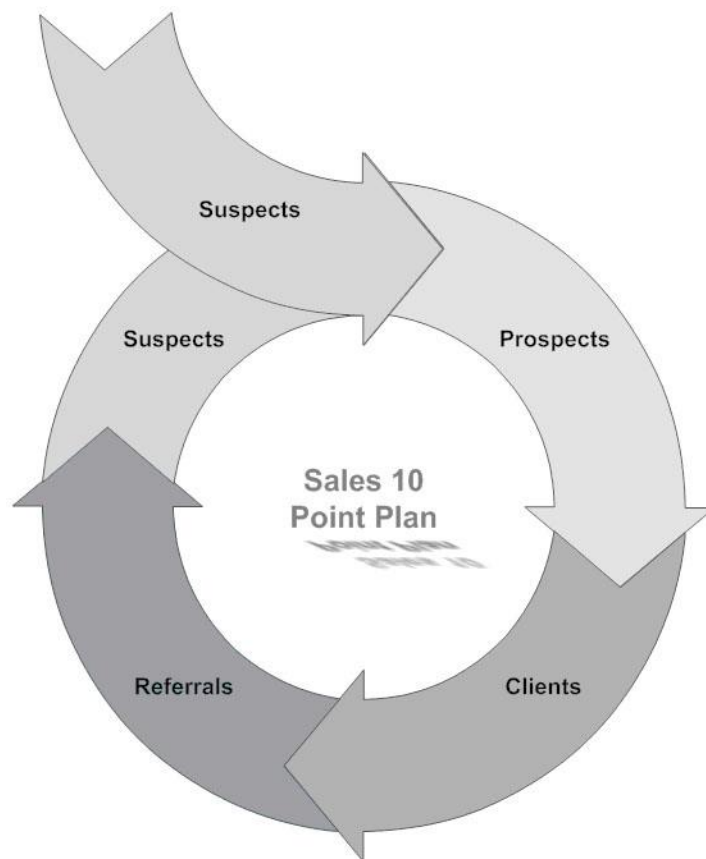 Suspects
Suspects
Prospects
Sales 10
Point Plan
Referrals
Clients